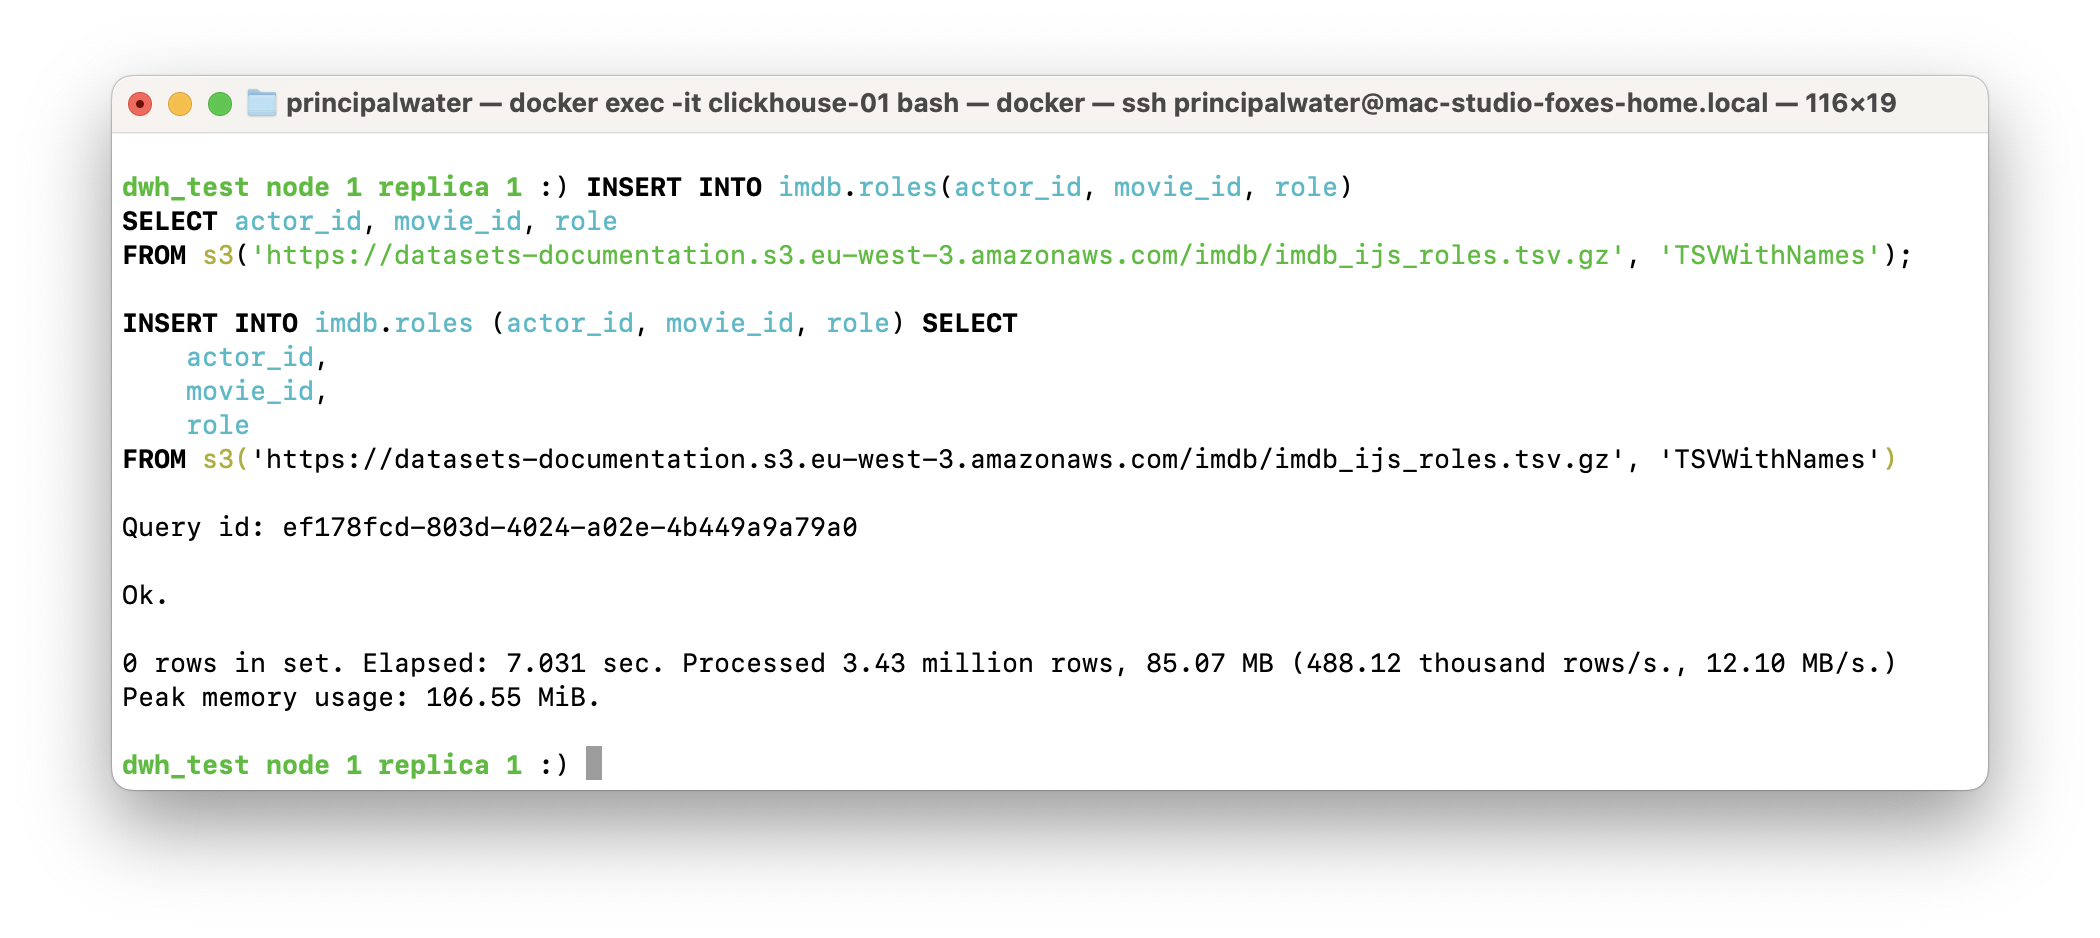 principalwater — docker exec -it clickhouse-01 bash — docker — ssh principalwater@mac-studio-foxes-home.local — 116×19
dwh_test node 1 replica 1 :) INSERT INTO imdb.roles(actor_id, movie_id, role)
SELECT actor_id, movie_id, role
FROM s3('https://datasets-documentation.s3.eu-west-3.amazonaws.com/imdb/imdb_ijs_roles.tsv.gz', 'TSVWithNames');
INSERT INTO imdb.roles (actor_id, movie_id, role) SELECT
    actor_id,
    movie_id,
    role
FROM s3('https://datasets-documentation.s3.eu-west-3.amazonaws.com/imdb/imdb_ijs_roles.tsv.gz', 'TSVWithNames')
Query id: ef178fcd-803d-4024-a02e-4b449a9a79a0
Ok.
0 rows in set. Elapsed: 7.031 sec. Processed 3.43 million rows, 85.07 MB (488.12 thousand rows/s., 12.10 MB/s.)
Peak memory usage: 106.55 MiB.
dwh_test node 1 replica 1 :)